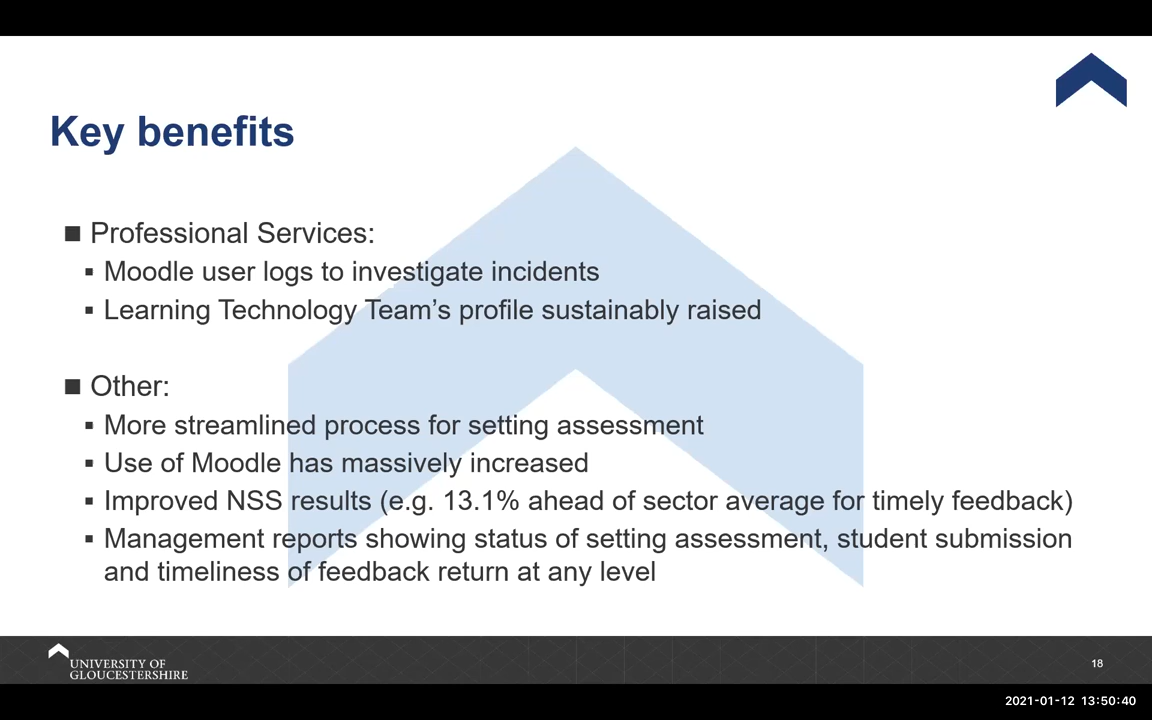 Key benefits
■ Professional Services:
▪ Moodle user logs to investigate incidents
▪ Learning Technology Team’s profile sustainably raised
■ Other:
▪ More streamlined process for setting assessment
▪ Use of Moodle has massively increased
▪ Improved NSS results (e.g. 13.1% ahead of sector average for timely feedback)
▪ Management reports showing status of setting assessment, student submission
and timeliness of feedback return at any level
UNIVERSITY OF
GLOUCESTERSHIRE
18
2021-01-12 13:50:40